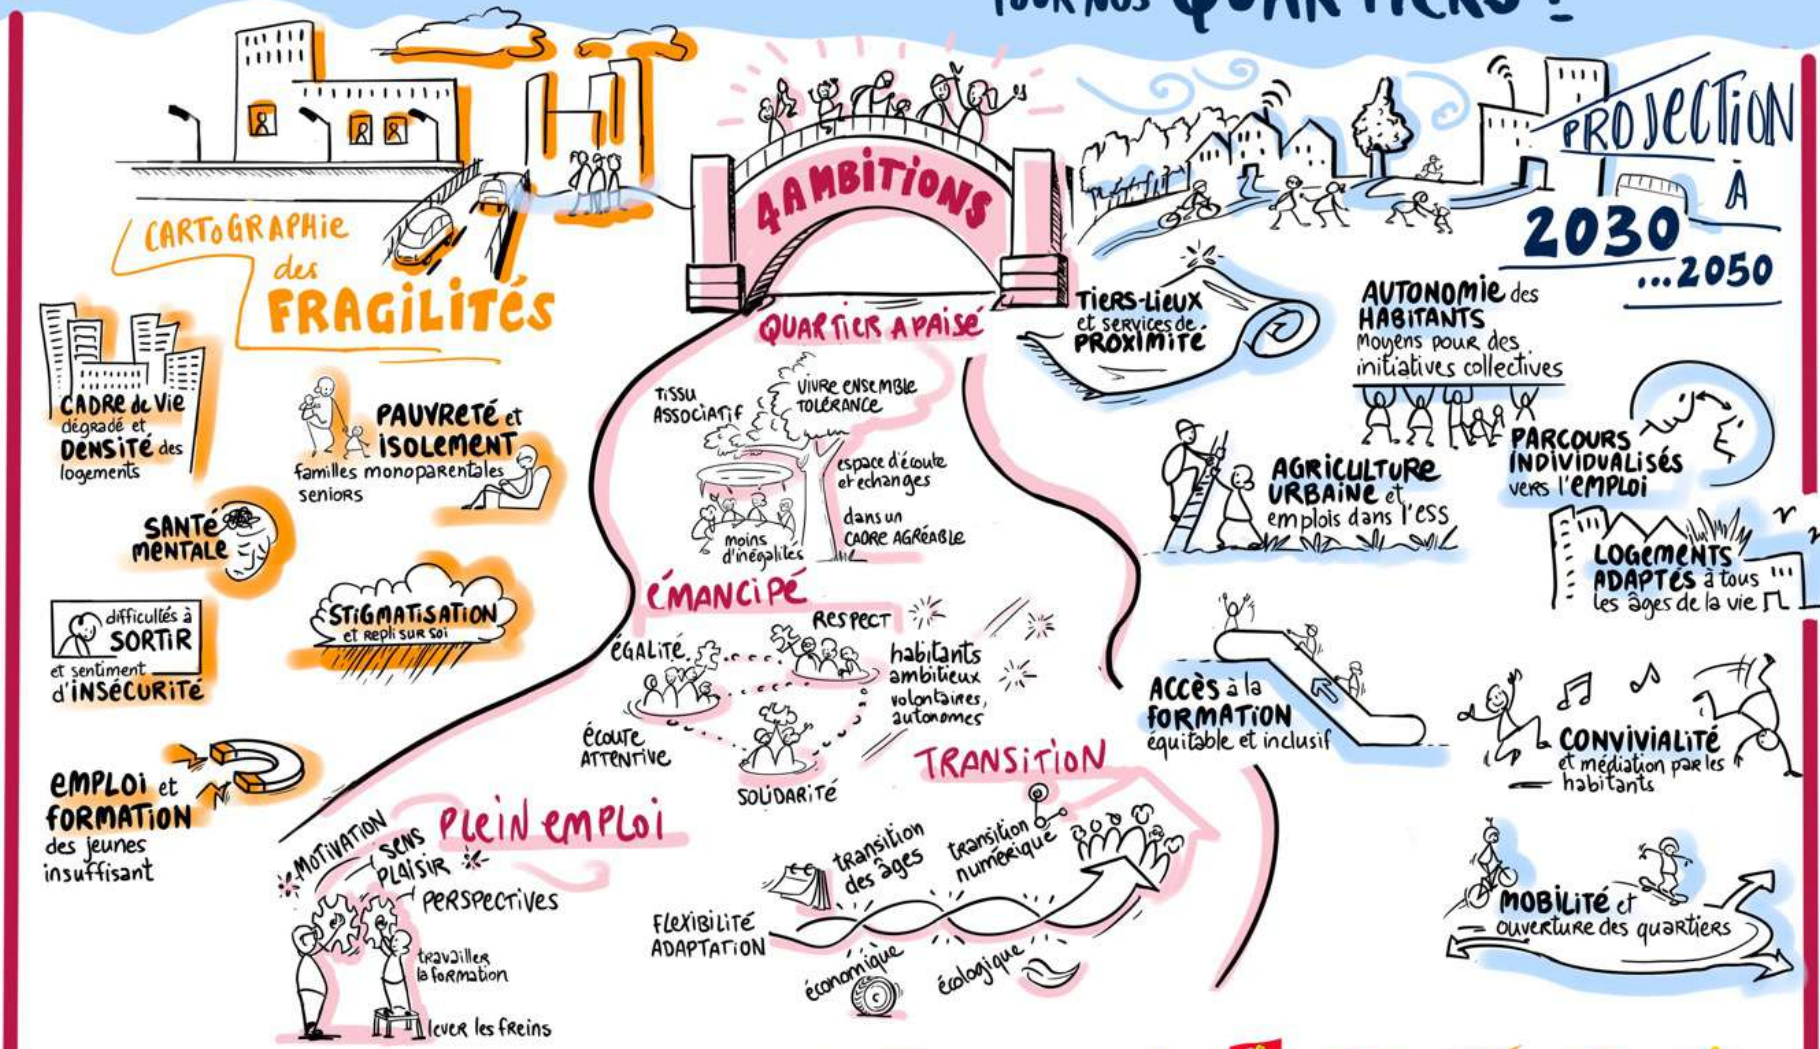 POUR NOS QUARTIERS !
CARTOGRAPHIE
des
FRAGILITÉS
CADRE de Vie
dégradé et
DENSITÉ des
logements
PAUVRETÉ et
ISOLEMENT
familles monoparentales
seniors
SANTÉ
MENTALE
difficultés à
SORTIR
et sentiment
d'INSÉCURITÉ
STIGMATISATION
et REPLI SUR SOI
EMPLOI et
FORMATION
des jeunes
insuffisant
4 AMBITIONS
QUARTIER APAISÉ
TISSU
ASSOCIATIF
VIVRE ENSEMBLE
TOLÉRANCE
espace d'écoute
et echanges
dans un
CADRE AGRÉABLE
moins
d'inégalités
ÉMANCIPÉ
ÉGALITÉ
RESPECT
habitants
ambitieux
volontaires,
autonomes
écoute
ATTENTIVE
SOLIDARITÉ
PLEIN EMPLOI
MOTIVATION
SENS
PLAISIR
PERSPECTIVES
travailler
la formation
lever les freins
TRANSITION
transition
des âges
transition
numérique
FLEXIBILITÉ
ADAPTATION
économique
écologique
PROJECTION
À
2030
...2050
TIERS-LIEUX
et services de
PROXIMITÉ
AUTONOMIE des
HABITANTS
Moyens pour des
initiatives collectives
AGRICULTURE
URBAINE et
emplois dans l'ESS
PARCOURS
INDIVIDUALISÉS
VERS l'EMPLOI
LOGEMENTS
ADAPTÉS à tous
les âges de la vie
ACCÈS à la
FORMATION
équitable et inclusif
CONVIVIALITÉ
et médiation par les
habitants
MOBILITÉ et
ouverture des quartiers